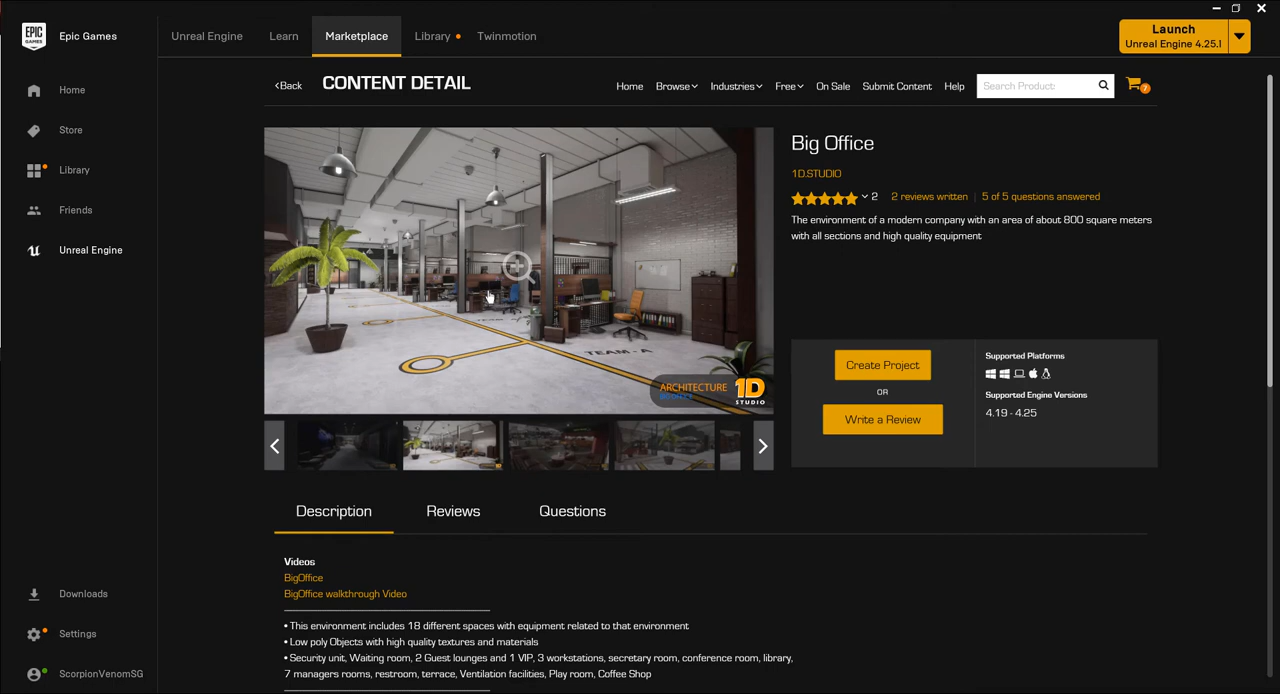 EPIC
GAMES
Epic Games
Unreal Engine
Learn
Marketplace
Library
Twinmotion
Launch
Unreal Engine 4.25.
Home
Store
Library
Friends
Unreal Engine
Downloads
Settings
ScorpionVenomSG
Back
CONTENT DETAIL
Home
Browse
Industries
Free
On Sale
Submit Content
Help
Search Product
7
TEAM-A
ARCHITECTURE
1D
STUDIO
Big Office
1D.STUDIO
2
2 reviews written
5 of 5 questions answered
The environment of a modern company with an area of about 800 square meters
with all sections and high quality equipment
Create Project
OR
Write a Review
Supported Platforms
Supported Engine Versions
4.19 - 4.25
Description
Reviews
Questions
Videos
BigOffice
BigOffice walkthrough Video
• This environment includes 18 different spaces with equipment related to that environment
• Low poly Objects with high quality textures and materials
• Security unit, Waiting room, 2 Guest lounges and 1 VIP, 3 workstations, secretary room, conference room, library,
7 managers rooms, restroom, terrace, Ventilation facilities, Play room, Coffee Shop